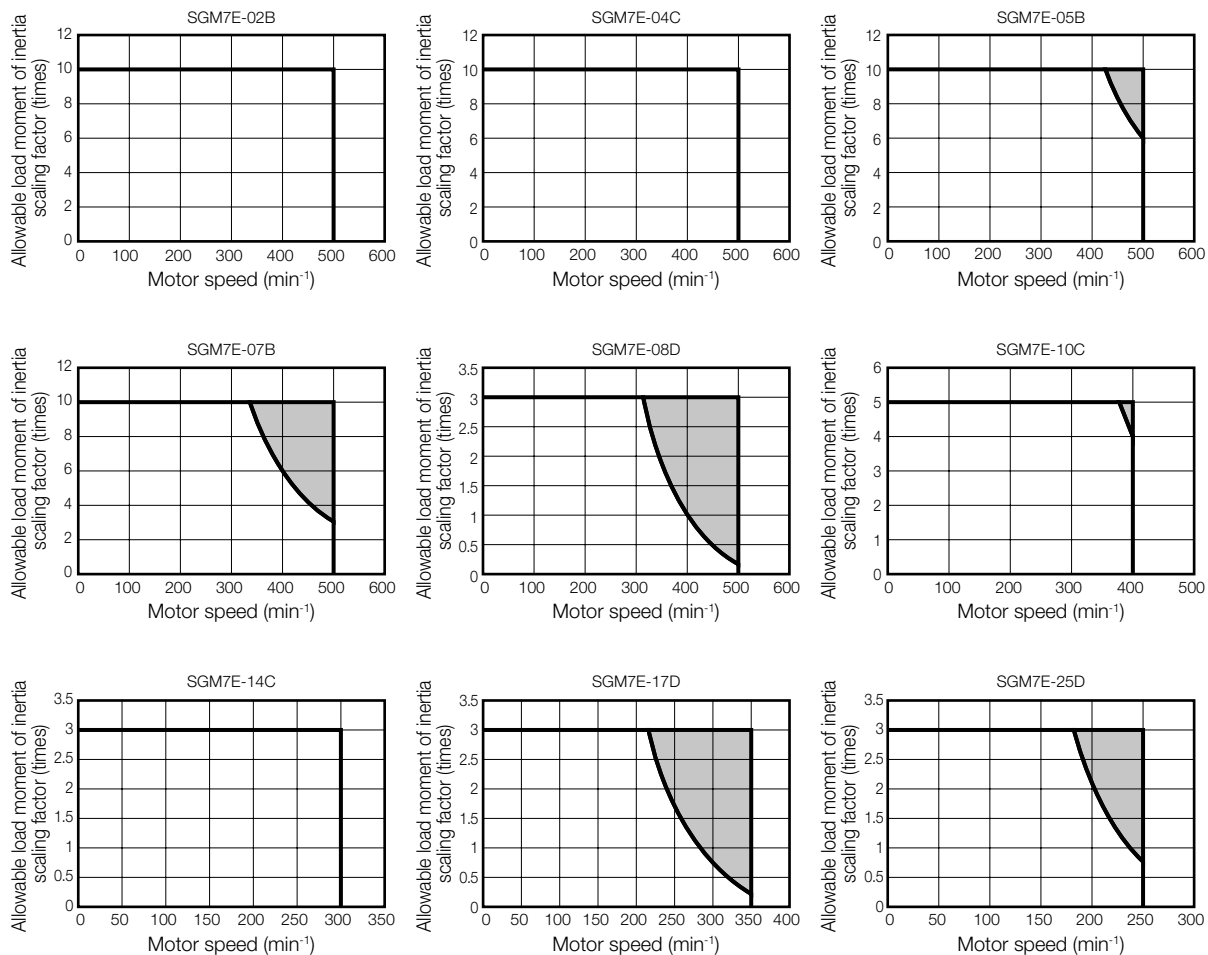 SGM7E-02B
Allowable load moment of inertia
scaling factor (times)
12
10
8
6
4
2
0
0 100 200 300 400 500 600
Motor speed (min-1)
SGM7E-04C
Allowable load moment of inertia
scaling factor (times)
12
10
8
6
4
2
0
0 100 200 300 400 500 600
Motor speed (min-1)
SGM7E-05B
Allowable load moment of inertia
scaling factor (times)
12
10
8
6
4
2
0
0 100 200 300 400 500 600
Motor speed (min-1)
SGM7E-07B
Allowable load moment of inertia
scaling factor (times)
12
10
8
6
4
2
0
0 100 200 300 400 500 600
Motor speed (min-1)
SGM7E-08D
Allowable load moment of inertia
scaling factor (times)
3.5
3
2.5
2
1.5
1
0.5
0
0 100 200 300 400 500 600
Motor speed (min-1)
SGM7E-10C
Allowable load moment of inertia
scaling factor (times)
6
5
4
3
2
1
0
0 100 200 300 400 500
Motor speed (min-1)
SGM7E-14C
Allowable load moment of inertia
scaling factor (times)
3.5
3
2.5
2
1.5
1
0.5
0
0 50 100 150 200 250 300 350
Motor speed (min-1)
SGM7E-17D
Allowable load moment of inertia
scaling factor (times)
3.5
3
2.5
2
1.5
1
0.5
0
0 50 100 150 200 250 300 350 400
Motor speed (min-1)
SGM7E-25D
Allowable load moment of inertia
scaling factor (times)
3.5
3
2.5
2
1.5
1
0.5
0
0 50 100 150 200 250 300
Motor speed (min-1)